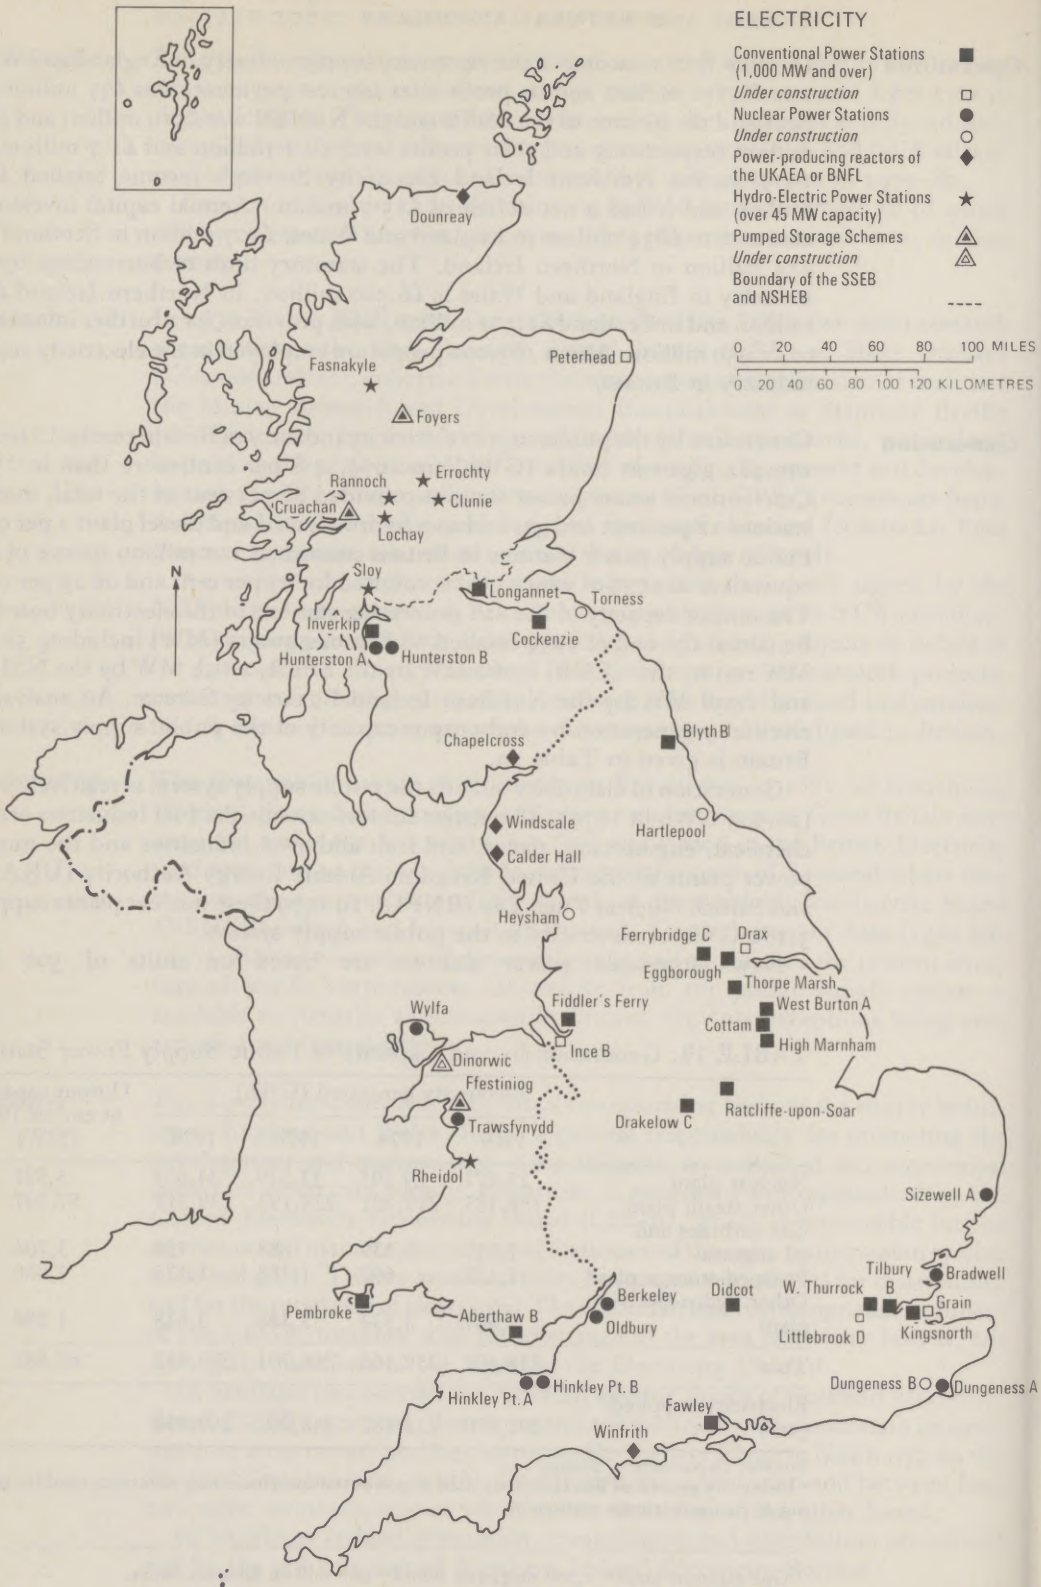 ELECTRICITY
Conventional Power Stations
(1,000 MW and over)
Under construction
Nuclear Power Stations
Under construction
Power-producing reactors of
the UKAEA or BNFL
Hydro-Electric Power Stations
(over 45 MW capacity)
Pumped Storage Schemes
Under construction
Boundary of the SSEB
and NSHEB
0 20 40 60 80 100 MILES
0 20 40 60 80 100 120 KILOMETRES
Dounreay
Peterhead
Fasnakyle
Foyers
Errochty
Rannoch
Clunie
Cruachan
Lochay
N
Sloy
Longannet
Torness
Inverkip
Cockenzie
Hunterston A
Hunterston B
Blyth B
Chapelcross
Hartlepool
Windscale
Calder Hall
Heysham
Ferrybridge C
Drax
Eggborough
Thorpe Marsh
Fiddler's Ferry
West Burton A
Wylfa
Cottam
Ince B
High Marnham
Dinorwic
Ffestiniog
Ratcliffe-upon-Soar
Drakelow C
Trawsfynydd
Rheidol
Sizewell A
Tilbury
B
Bradwell
Didcot
W. Thurrock
Berkeley
Grain
Pembroke
Aberthaw B
Oldbury
Littlebrook D
Kingsnorth
Hinkley Pt. A
Hinkley Pt. B
Dungeness B
Dungeness A
Fawley
Winfrith